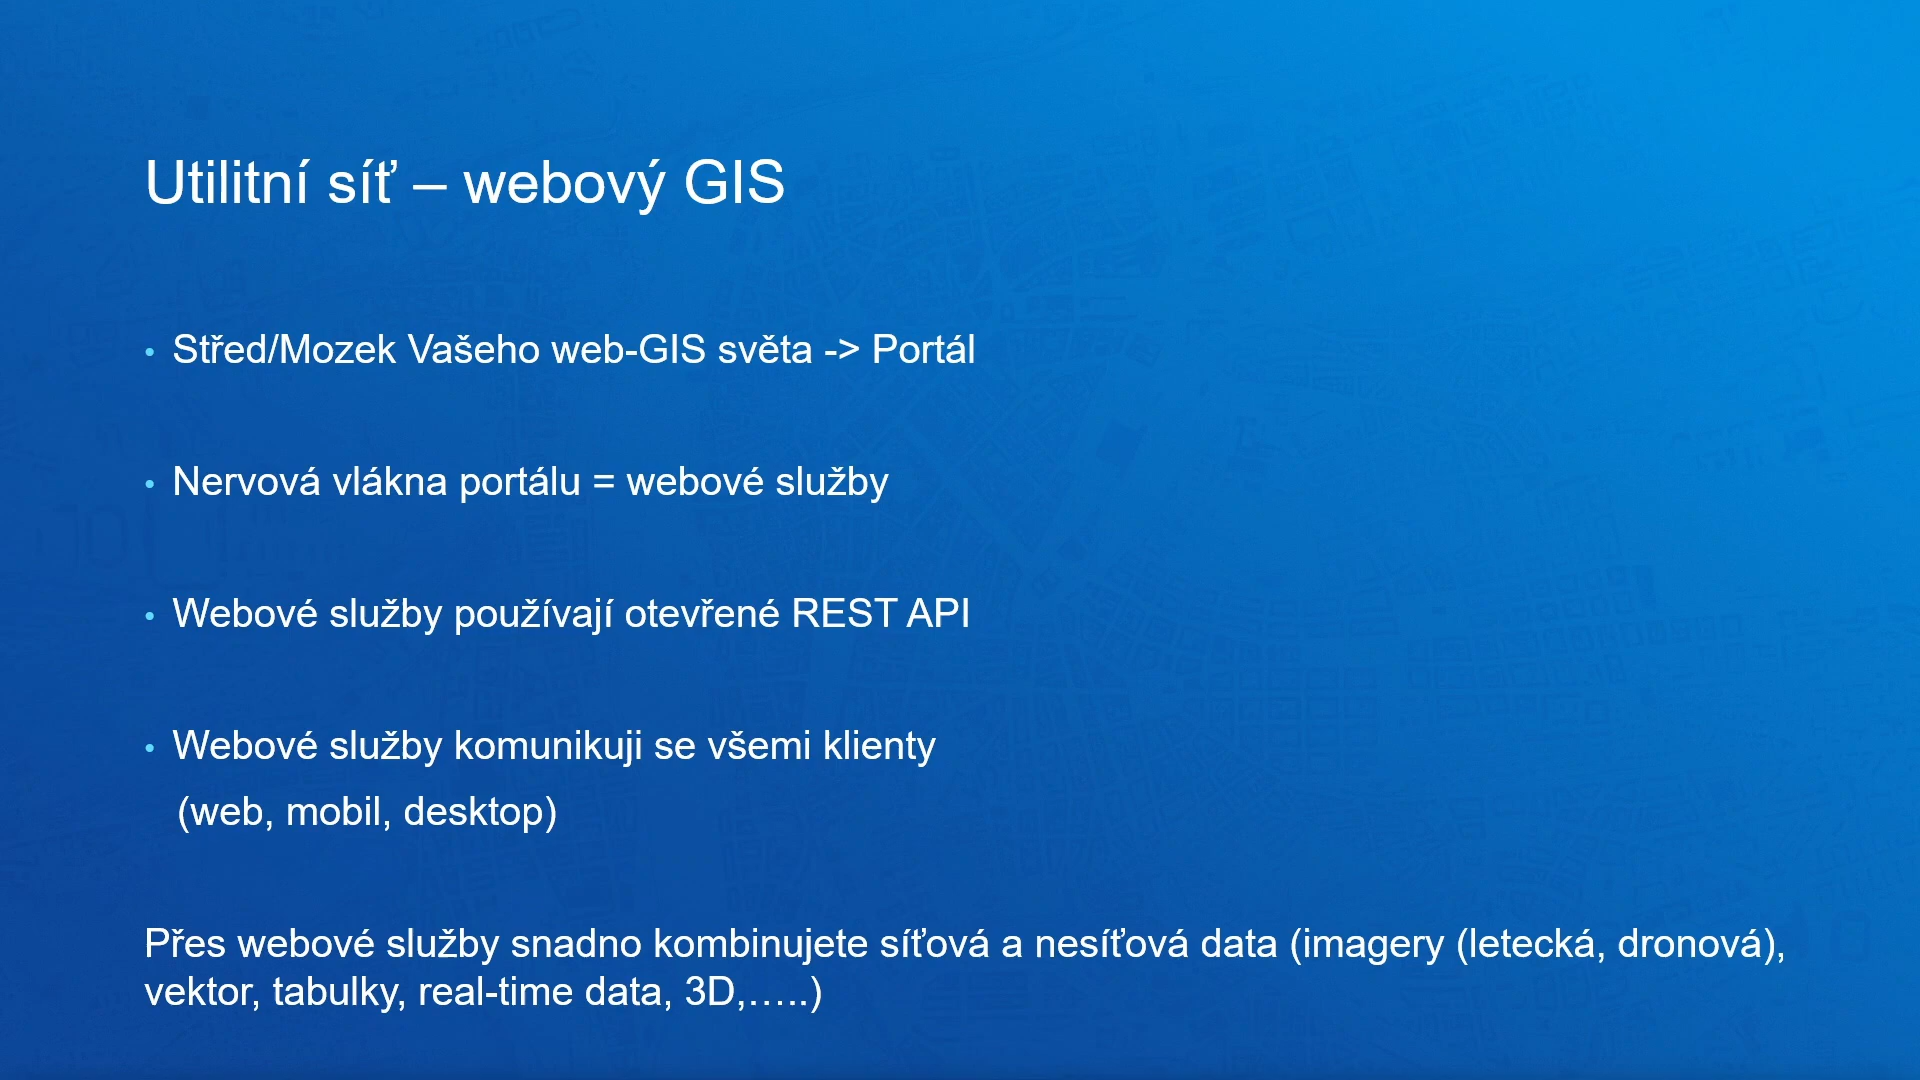 Utilitní síť – webový GIS
• Střed/Mozek Vašeho web-GIS světa -> Portál
• Nervová vlákna portálu = webové služby
• Webové služby používají otevřené REST API
• Webové služby komunikuji se všemi klienty
(web, mobil, desktop)
Přes webové služby snadno kombinujete síťová a nesíťová data (imagery (letecká, dronová),
vektor, tabulky, real-time data, 3D,…..)